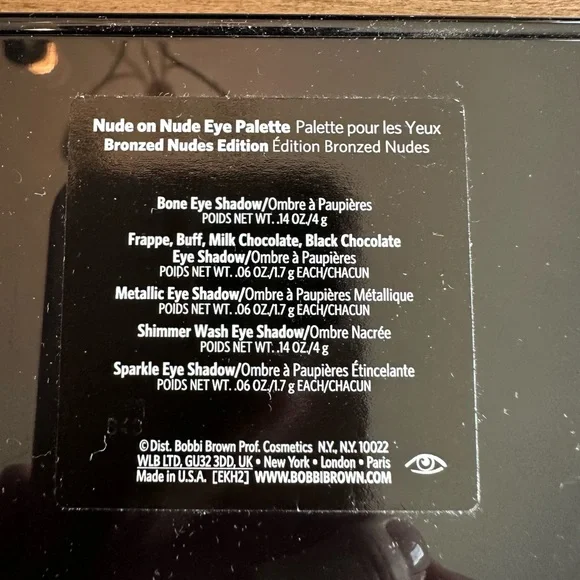 Nude on Nude Eye Palette Palette pour les Yeux
Bronzed Nudes Edition Édition Bronzed Nudes
Bone Eye Shadow/Ombre à Paupières
POIDS NET WT. .14 OZ./4 g
Frappe, Buff, Milk Chocolate, Black Chocolate
Eye Shadow/Ombre à Paupières
POIDS NET WT. .06 OZ./1.7 g EACH/CHACUN
Metallic Eye Shadow/Ombre à Paupières Métallique
POIDS NET WT. .06 OZ./1.7 g EACH/CHACUN
Shimmer Wash Eye Shadow/Ombre Nacrée
POIDS NET WT. .14 OZ./4 g
Sparkle Eye Shadow/Ombre à Paupières Étincelante
POIDS NET WT. .06 OZ./1.7 g EACH/CHACUN
© Dist. Bobbi Brown Prof. Cosmetics N.Y., N.Y. 10022
WLB LTD, GU32 3DD, UK • New York • London • Paris
Made in U.S.A. [EKH2] WWW.BOBBIBROWN.COM